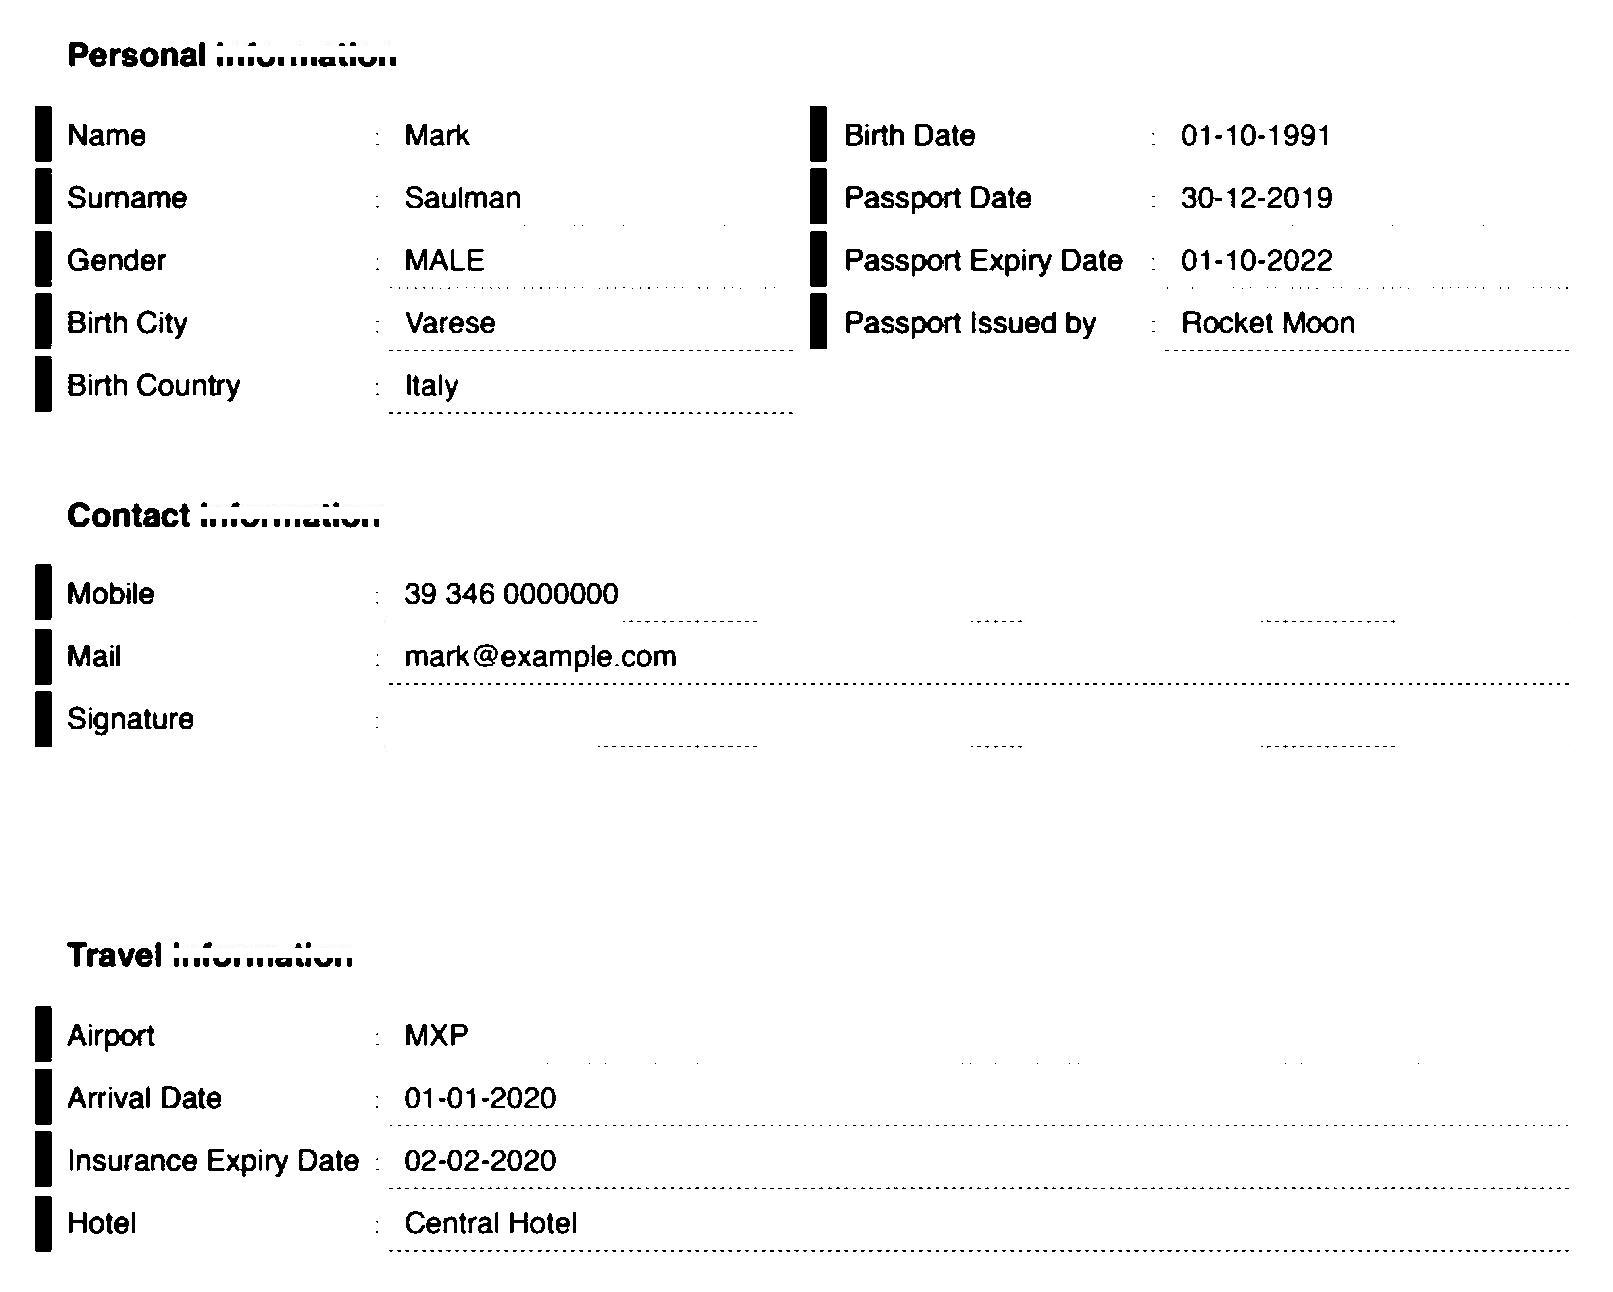 Personal information
Name : Mark
Birth Date : 01-10-1991
Surname : Saulman
Passport Date : 30-12-2019
Gender : MALE
Passport Expiry Date : 01-10-2022
Birth City : Varese
Passport Issued by : Rocket Moon
Birth Country : Italy
Contact information
Mobile : 39 346 0000000
Mail : mark@example.com
Signature :
Travel information
Airport : MXP
Arrival Date : 01-01-2020
Insurance Expiry Date : 02-02-2020
Hotel : Central Hotel